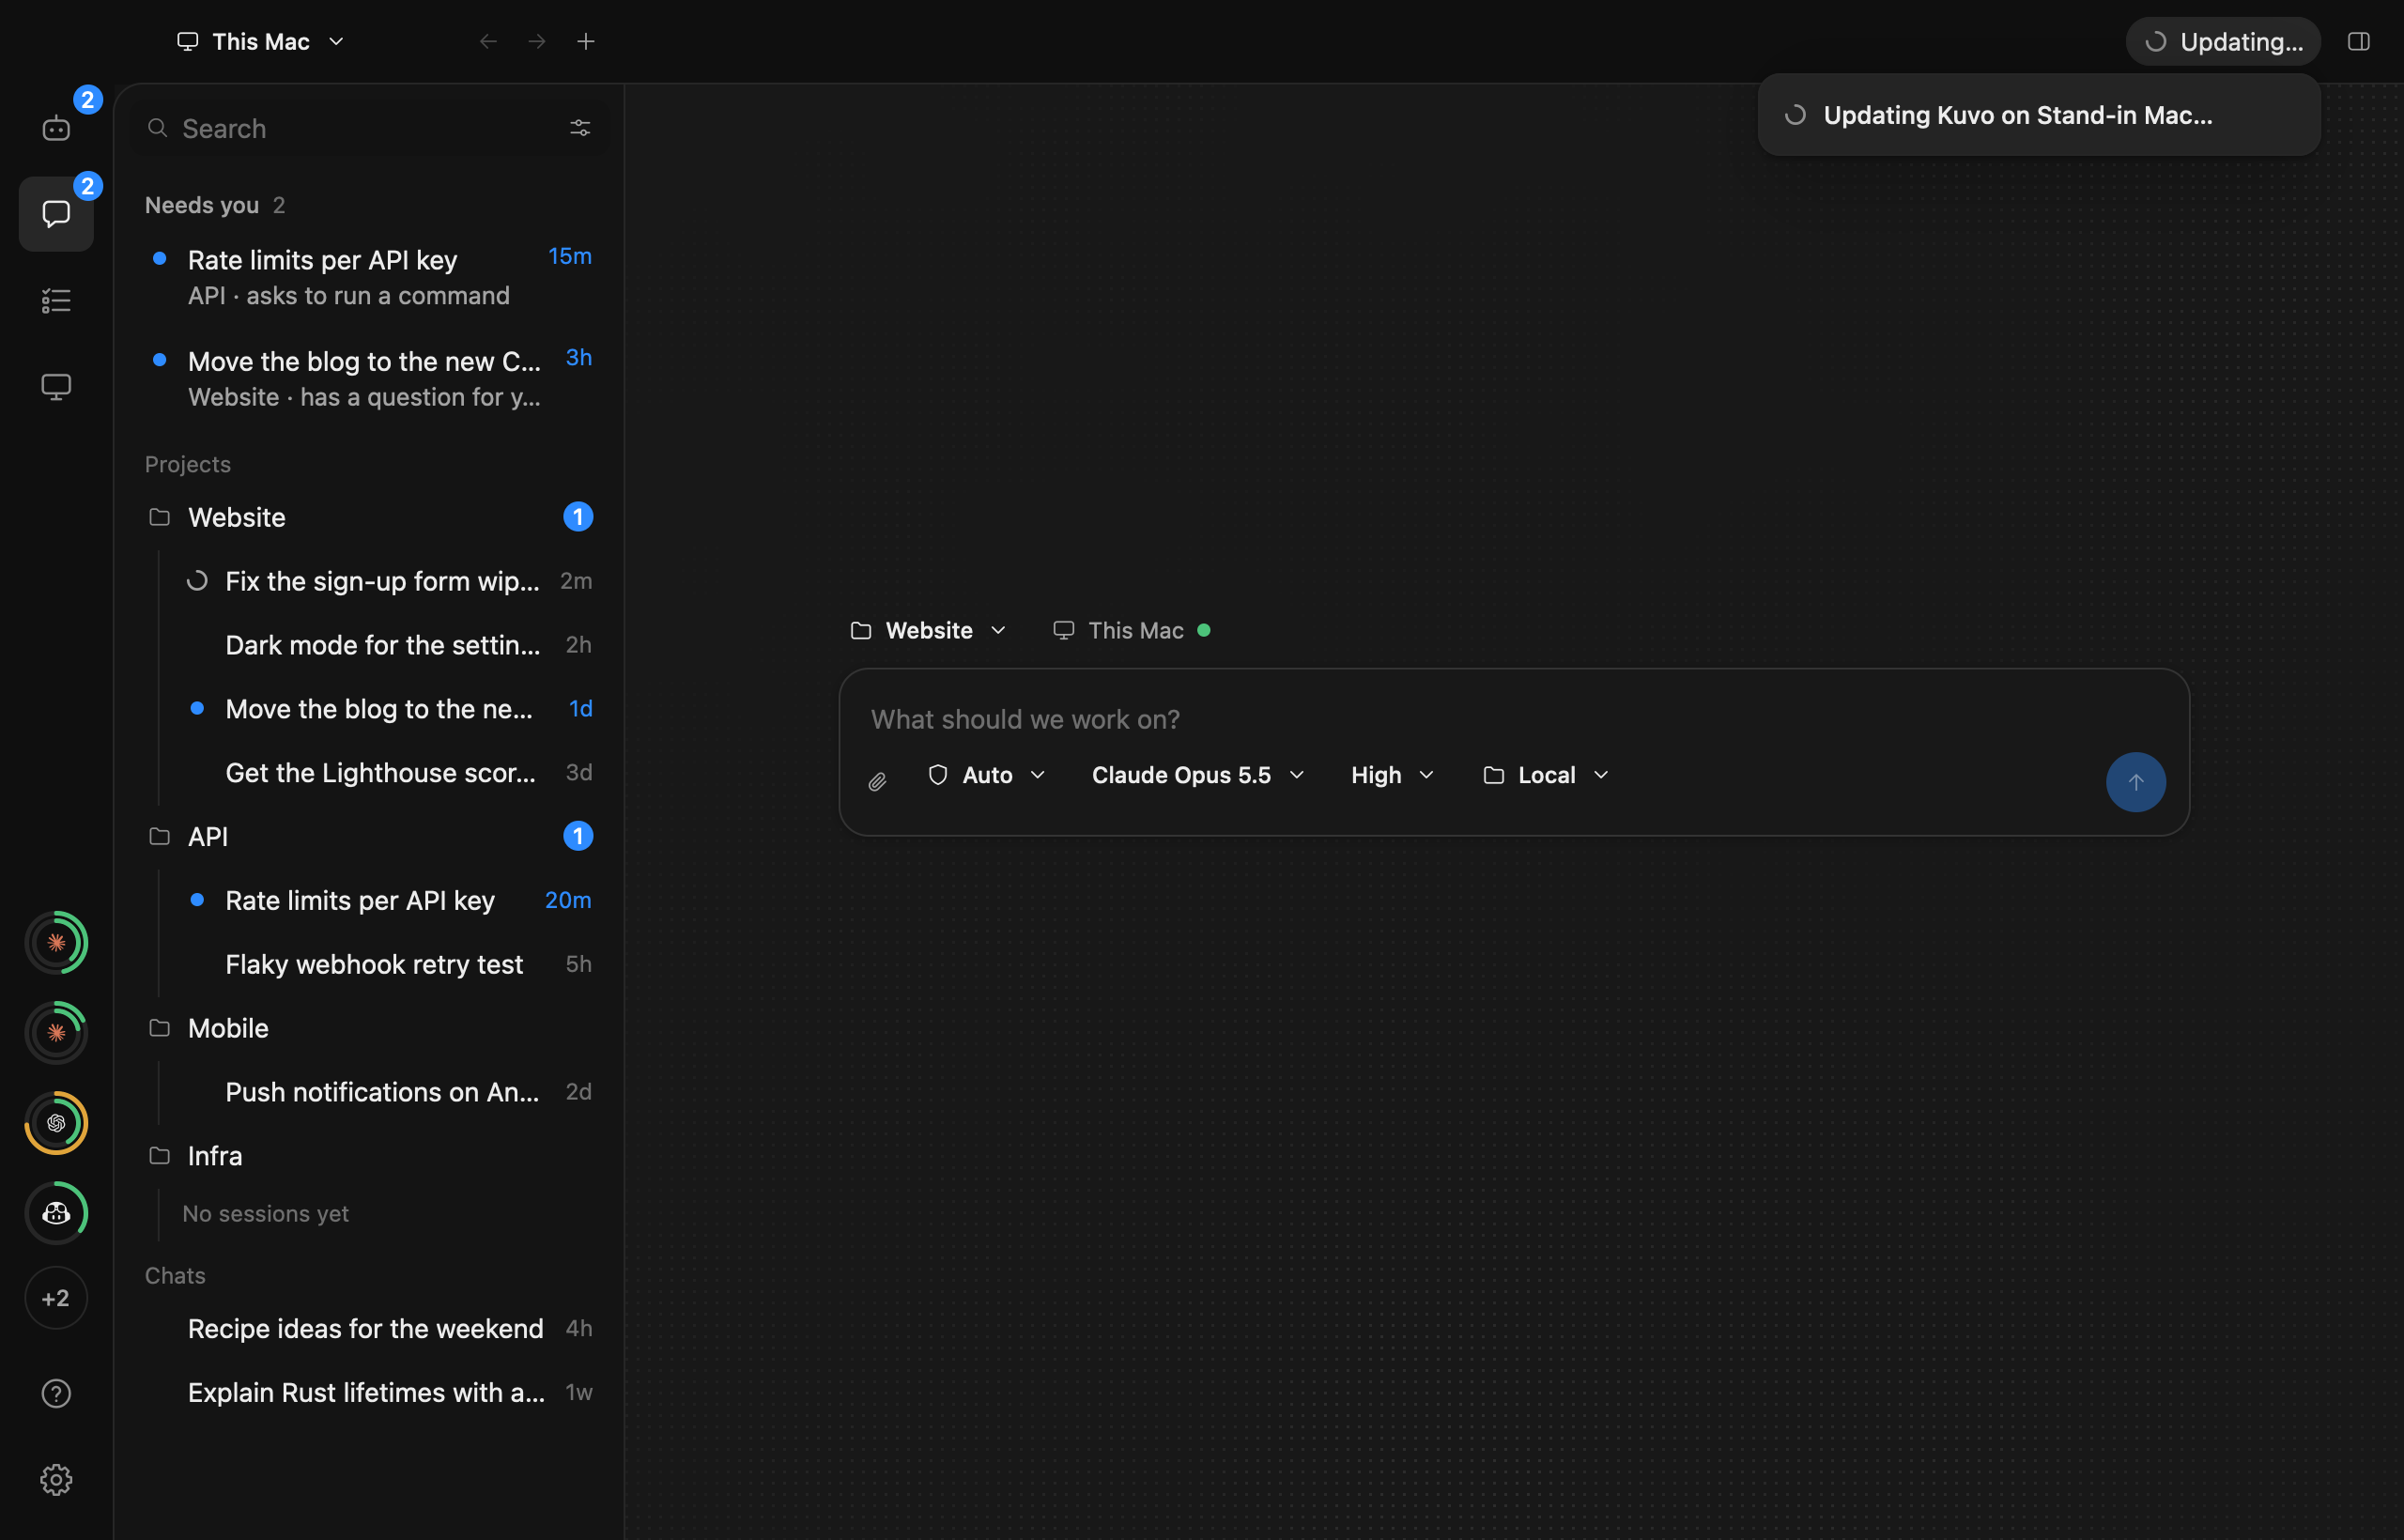 This Mac
Updating...
Updating Kuvo on Stand-in Mac...
2
2
Search
Needs you 2
Rate limits per API key 15m
API · asks to run a command
Move the blog to the new C... 3h
Website · has a question for y...
Projects
Website 1
Fix the sign-up form wip... 2m
Dark mode for the settin... 2h
Move the blog to the ne... 1d
Get the Lighthouse scor... 3d
API 1
Rate limits per API key 20m
Flaky webhook retry test 5h
Mobile
Push notifications on An... 2d
Infra
No sessions yet
Chats
Recipe ideas for the weekend 4h
Explain Rust lifetimes with a... 1w
+2
Website This Mac
What should we work on?
Auto Claude Opus 5.5 High Local